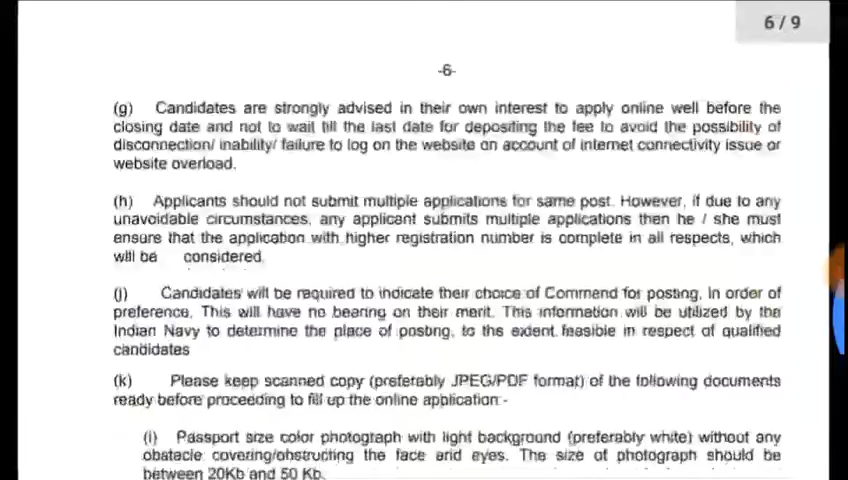 6 / 9
-6-
(g) Candidates are strongly advised in their own interest to apply online well before the
closing date and not to wait till the last date for depositing the fee to avoid the possibility of
disconnection/ inability/ failure to log on the website on account of internet connectivity issue or
website overload.
(h) Applicants should not submit multiple applications for same post. However, if due to any
unavoidable circumstances, any applicant submits multiple applications then he / she must
ensure that the application with higher registration number is complete in all respects, which
will be considered.
(j) Candidates will be required to indicate their choice of Command for posting, in order of
preference. This will have no bearing on their merit. This information will be utilized by the
Indian Navy to determine the place of posting, to the extent feasible in respect of qualified
candidates
(k) Please keep scanned copy (preferably JPEG/PDF format) of the following documents
ready before proceeding to fill up the online application:-
(i) Passport size color photograph with light background (preferably white) without any
obstacle covering/obstructing the face and eyes. The size of photograph should be
between 20Kb and 50 Kb.